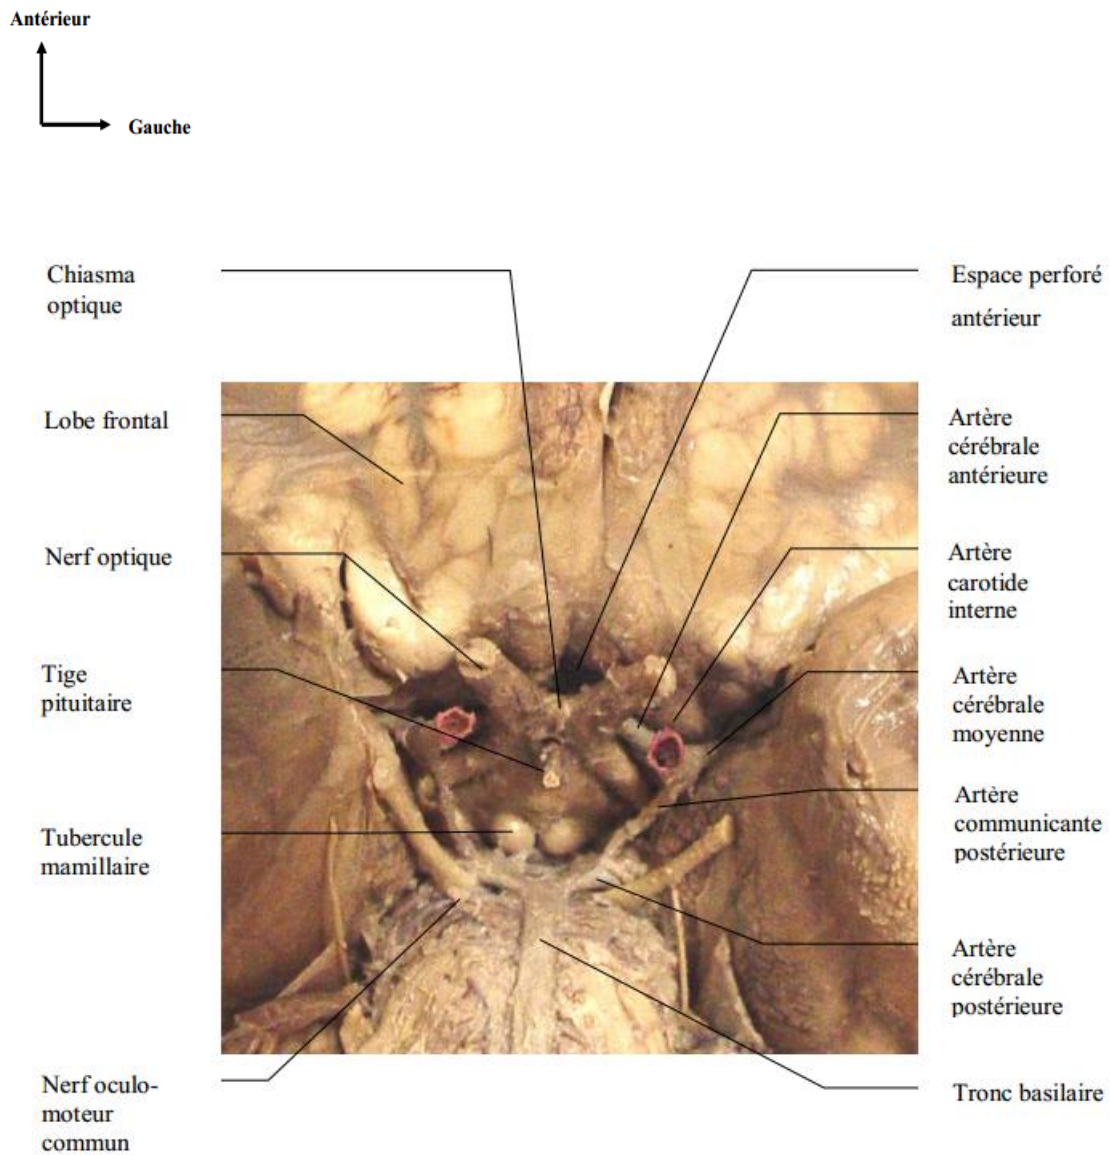 Antérieur
Gauche
Chiasma
optique
Lobe frontal
Nerf optique
Tige
pituitaire
Tubercule
mamillaire
Nerf oculo-
moteur
commun
Espace perforé
antérieur
Artère
cérébrale
antérieure
Artère
carotide
interne
Artère
cérébrale
moyenne
Artère
communicante
postérieure
Artère
cérébrale
postérieure
Tronc basilaire